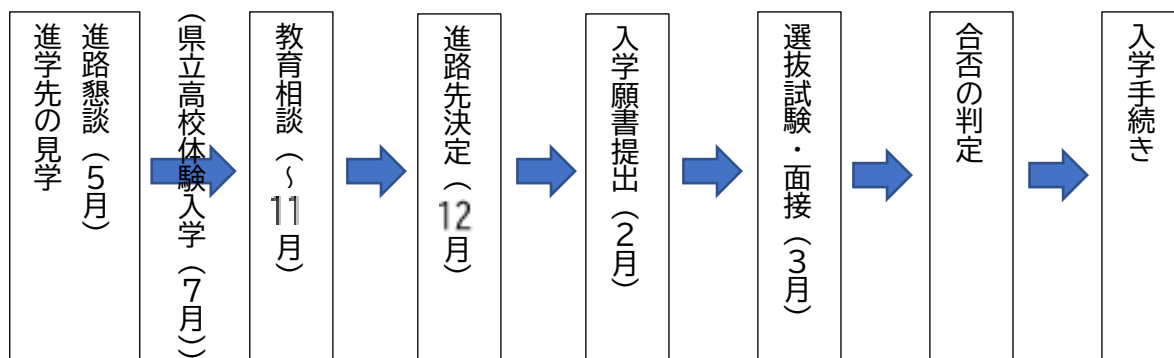 進路懇談（５月）
進学先の見学
（県立高校体験入学（７月））
教育相談（～11月）
進路先決定（12月）
入学願書提出（２月）
選抜試験・面接（３月）
合否の判定
入学手続き